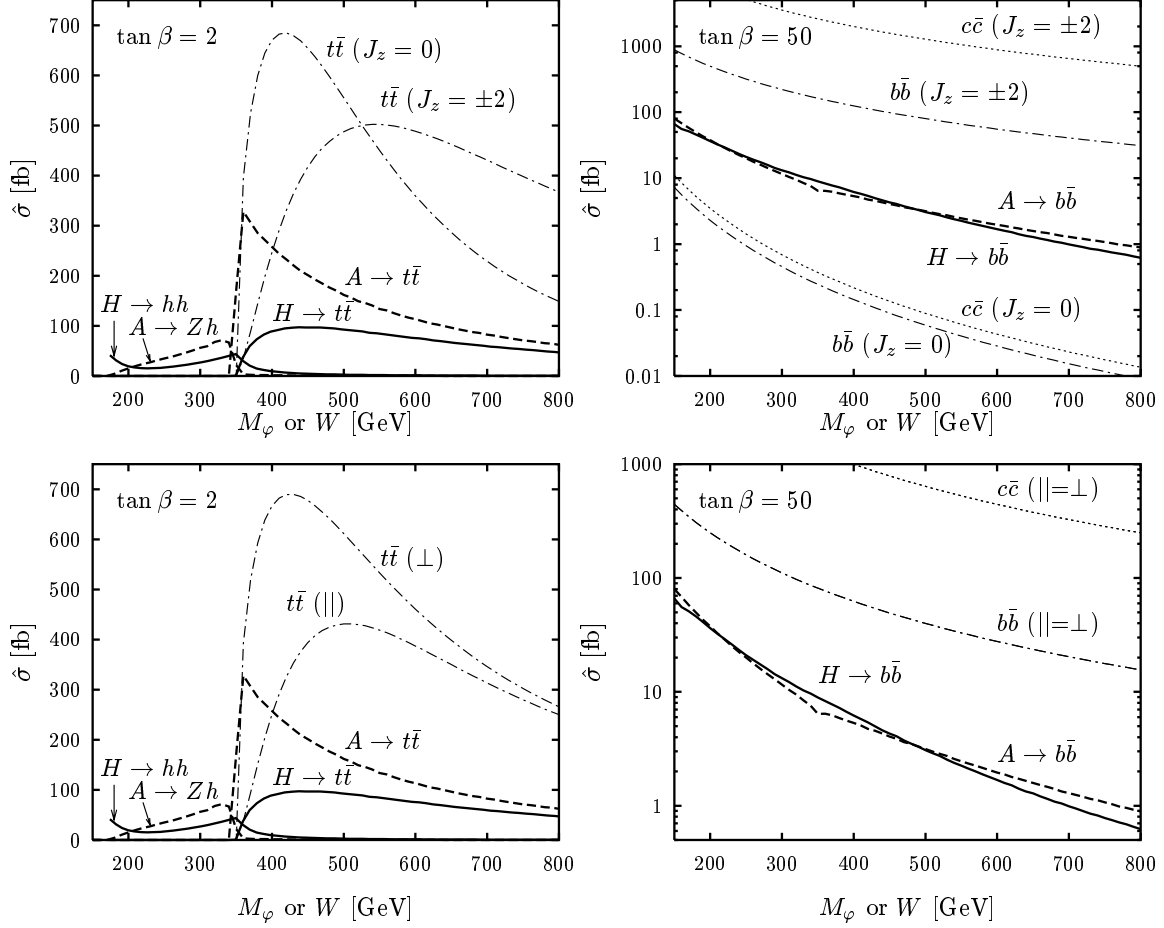 700
600
500
400
300
200
100
0
σ̂ [fb]
tan β = 2
tt̄ (J_z = 0)
tt̄ (J_z = ±2)
A → tt̄
H → tt̄
H → hh
A → Zh
200 300 400 500 600 700 800
M_φ or W [GeV]
1000
100
10
1
0.1
0.01
σ̂ [fb]
tan β = 50
cc̄ (J_z = ±2)
bb̄ (J_z = ±2)
A → bb̄
H → bb̄
cc̄ (J_z = 0)
bb̄ (J_z = 0)
200 300 400 500 600 700 800
M_φ or W [GeV]
700
600
500
400
300
200
100
0
σ̂ [fb]
tan β = 2
tt̄ (⊥)
tt̄ (||)
A → tt̄
H → tt̄
H → hh
A → Zh
200 300 400 500 600 700 800
M_φ or W [GeV]
1000
100
10
1
σ̂ [fb]
tan β = 50
cc̄ (||=⊥)
bb̄ (||=⊥)
H → bb̄
A → bb̄
200 300 400 500 600 700 800
M_φ or W [GeV]